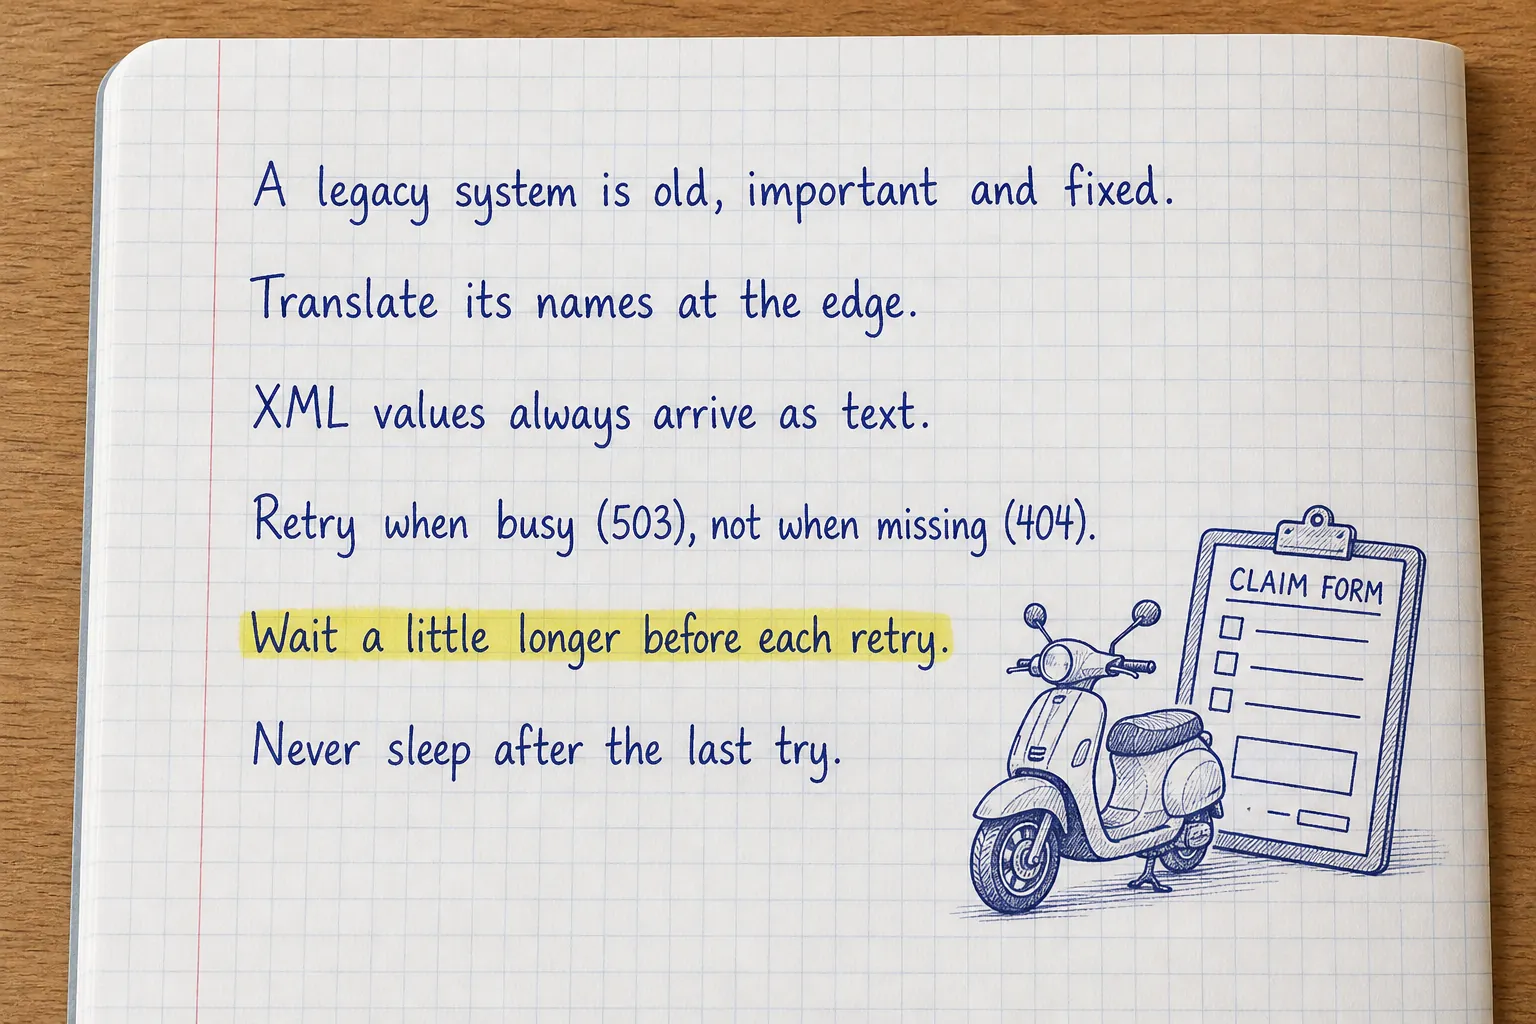 A legacy system is old, important and fixed.
Translate its names at the edge.
XML values always arrive as text.
Retry when busy (503), not when missing (404).
Wait a little longer before each retry.
Never sleep after the last try.
CLAIM FORM